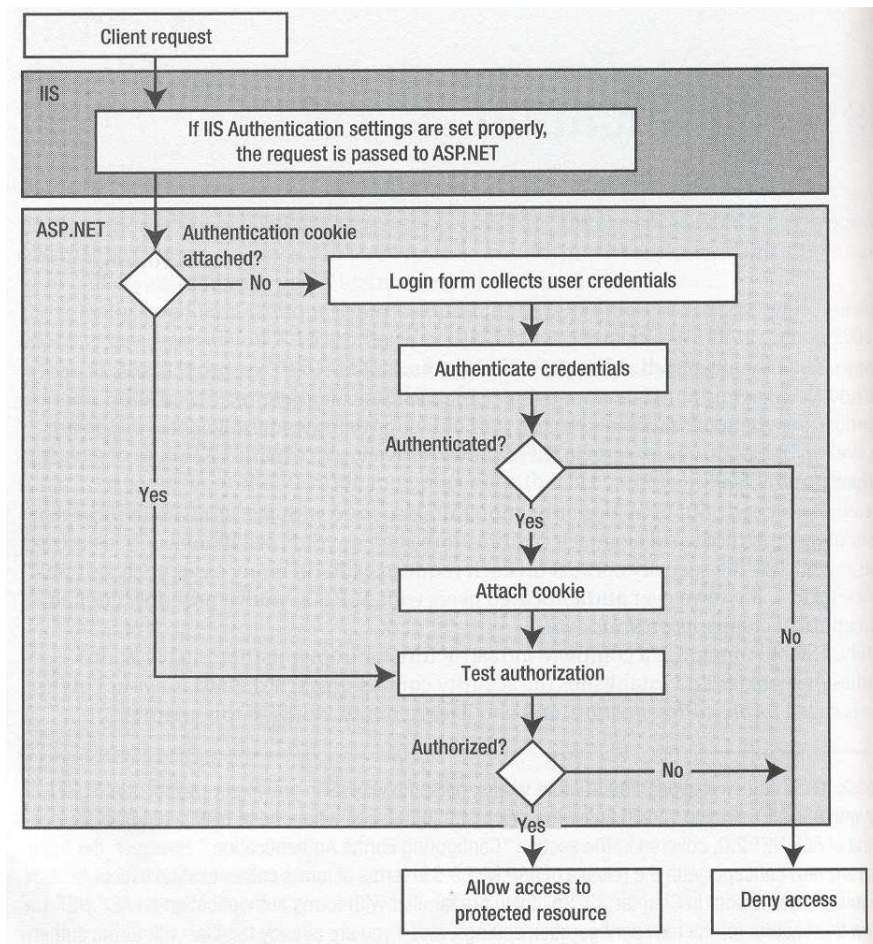 Client request
IIS
If IIS Authentication settings are set properly,
the request is passed to ASP.NET
ASP.NET
Authentication cookie
attached?
No
Login form collects user credentials
Authenticate credentials
Authenticated?
Yes
Yes
Attach cookie
No
Test authorization
Authorized?
No
Yes
Allow access to
protected resource
Deny access